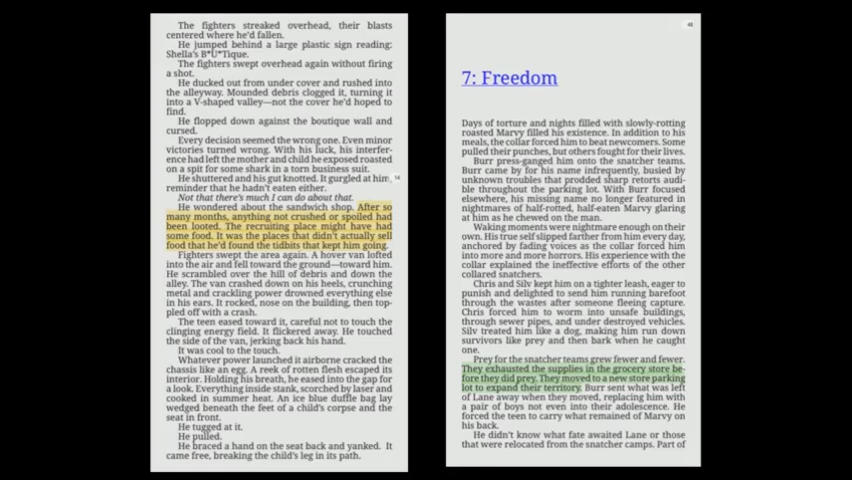 The fighters streaked overhead, their blasts
centered where he'd fallen.
He jumped behind a large plastic sign reading:
Shella's B*U*Tique.
The fighters swept overhead again without firing
a shot.
He ducked out from under cover and rushed into
the alleyway. Mounded debris clogged it, turning it
into a V-shaped valley—not the cover he'd hoped to
find.
He flopped down against the boutique wall and
cursed.
Every decision seemed the wrong one. Even minor
victories turned wrong. With his luck, his interfer-
ence had left the mother and child he exposed roasted
on a spit for some shark in a torn business suit.
He shuttered and his gut knotted. It gurgled at him, 14
reminder that he hadn't eaten either.
Not that there's much I can do about that.
He wondered about the sandwich shop. After so
many months, anything not crushed or spoiled had
been looted. The recruiting place might have had
some food. It was the places that didn't actually sell
food that he'd found the tidbits that kept him going.
Fighters swept the area again. A hover van lofted
into the air and fell toward the ground—toward him.
He scrambled over the hill of debris and down the
alley. The van crashed down on his heels, crunching
metal and crackling power drowned everything else
in his ears. It rocked, nose on the building, then top-
pled off with a crash.
The teen eased toward it, careful not to touch the
clinging energy field. It flickered away. He touched
the side of the van, jerking back his hand.
It was cool to the touch.
Whatever power launched it airborne cracked the
chassis like an egg. A reek of rotten flesh escaped its
interior. Holding his breath, he eased into the gap for
a look. Everything inside stank, scorched by laser and
cooked in summer heat. An ice blue duffle bag lay
wedged beneath the feet of a child's corpse and the
seat in front.
He tugged at it.
He pulled.
He braced a hand on the seat back and yanked. It
came free, breaking the child's leg in its path.
48
7: Freedom
Days of torture and nights filled with slowly-rotting
roasted Marvy filled his existence. In addition to his
meals, the collar forced him to beat newcomers. Some
pulled their punches, but others fought for their lives.
Burr press-ganged him onto the snatcher teams.
Burr came by for his name infrequently, busied by
unknown troubles that prodded sharp retorts audi-
ble throughout the parking lot. With Burr focused
elsewhere, his missing name no longer featured in
nightmares of half-rotted, half-eaten Marvy glaring
at him as he chewed on the man.
Waking moments were nightmare enough on their
own. His true self slipped farther from him every day,
anchored by fading voices as the collar forced him
into more and more horrors. His experience with the
collar explained the ineffective efforts of the other
collared snatchers.
Chris and Silv kept him on a tighter leash, eager to
punish and delighted to send him running barefoot
through the wastes after someone fleeing capture.
Chris forced him to worm into unsafe buildings,
through sewer pipes, and under destroyed vehicles.
Silv treated him like a dog, making him run down
survivors like prey and then bark when he caught
one.
Prey for the snatcher teams grew fewer and fewer.
They exhausted the supplies in the grocery store be-
fore they did prey. They moved to a new store parking
lot to expand their territory. Burr sent what was left
of Lane away when they moved, replacing him with
a pair of boys not even into their adolescence. He
forced the teen to carry what remained of Marvy on
his back.
He didn't know what fate awaited Lane or those
that were relocated from the snatcher camps. Part of